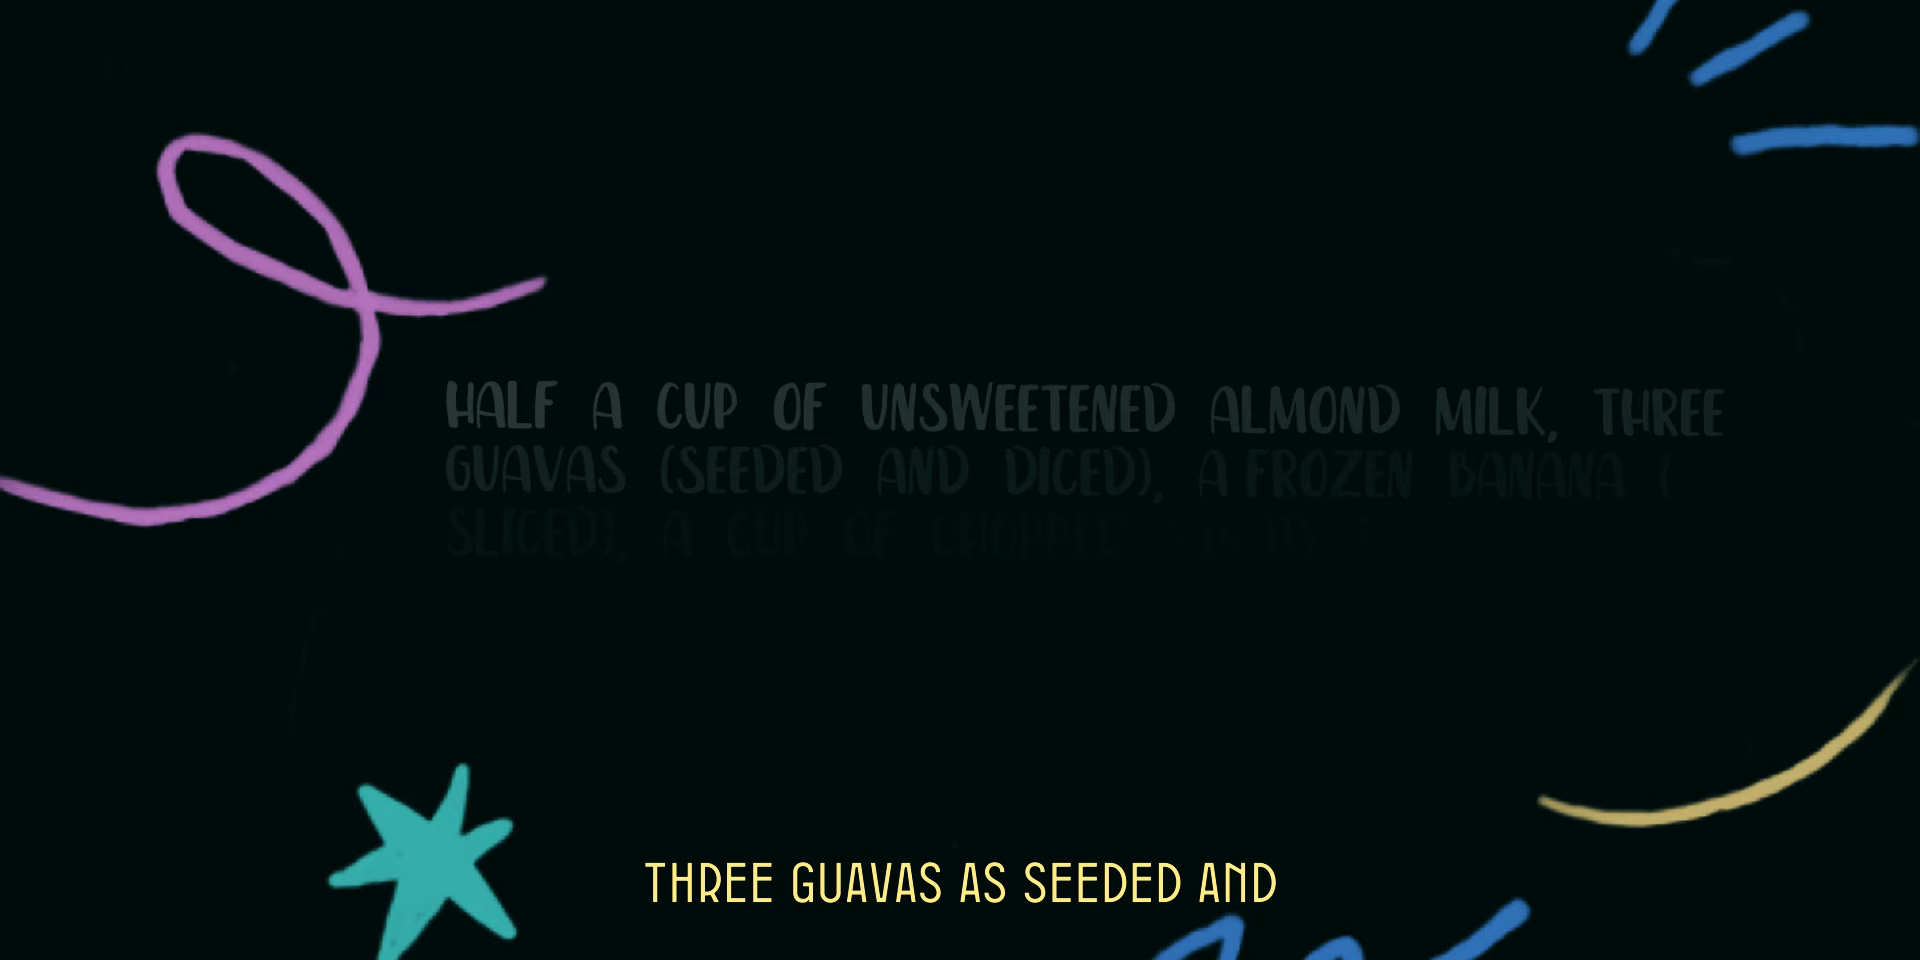 HALF A CUP OF UNSWEETENED ALMOND MILK, THREE
GUAVAS (SEEDED AND DICED), A FROZEN BANANA (
SLICED), A CUP OF
THREE GUAVAS AS SEEDED AND